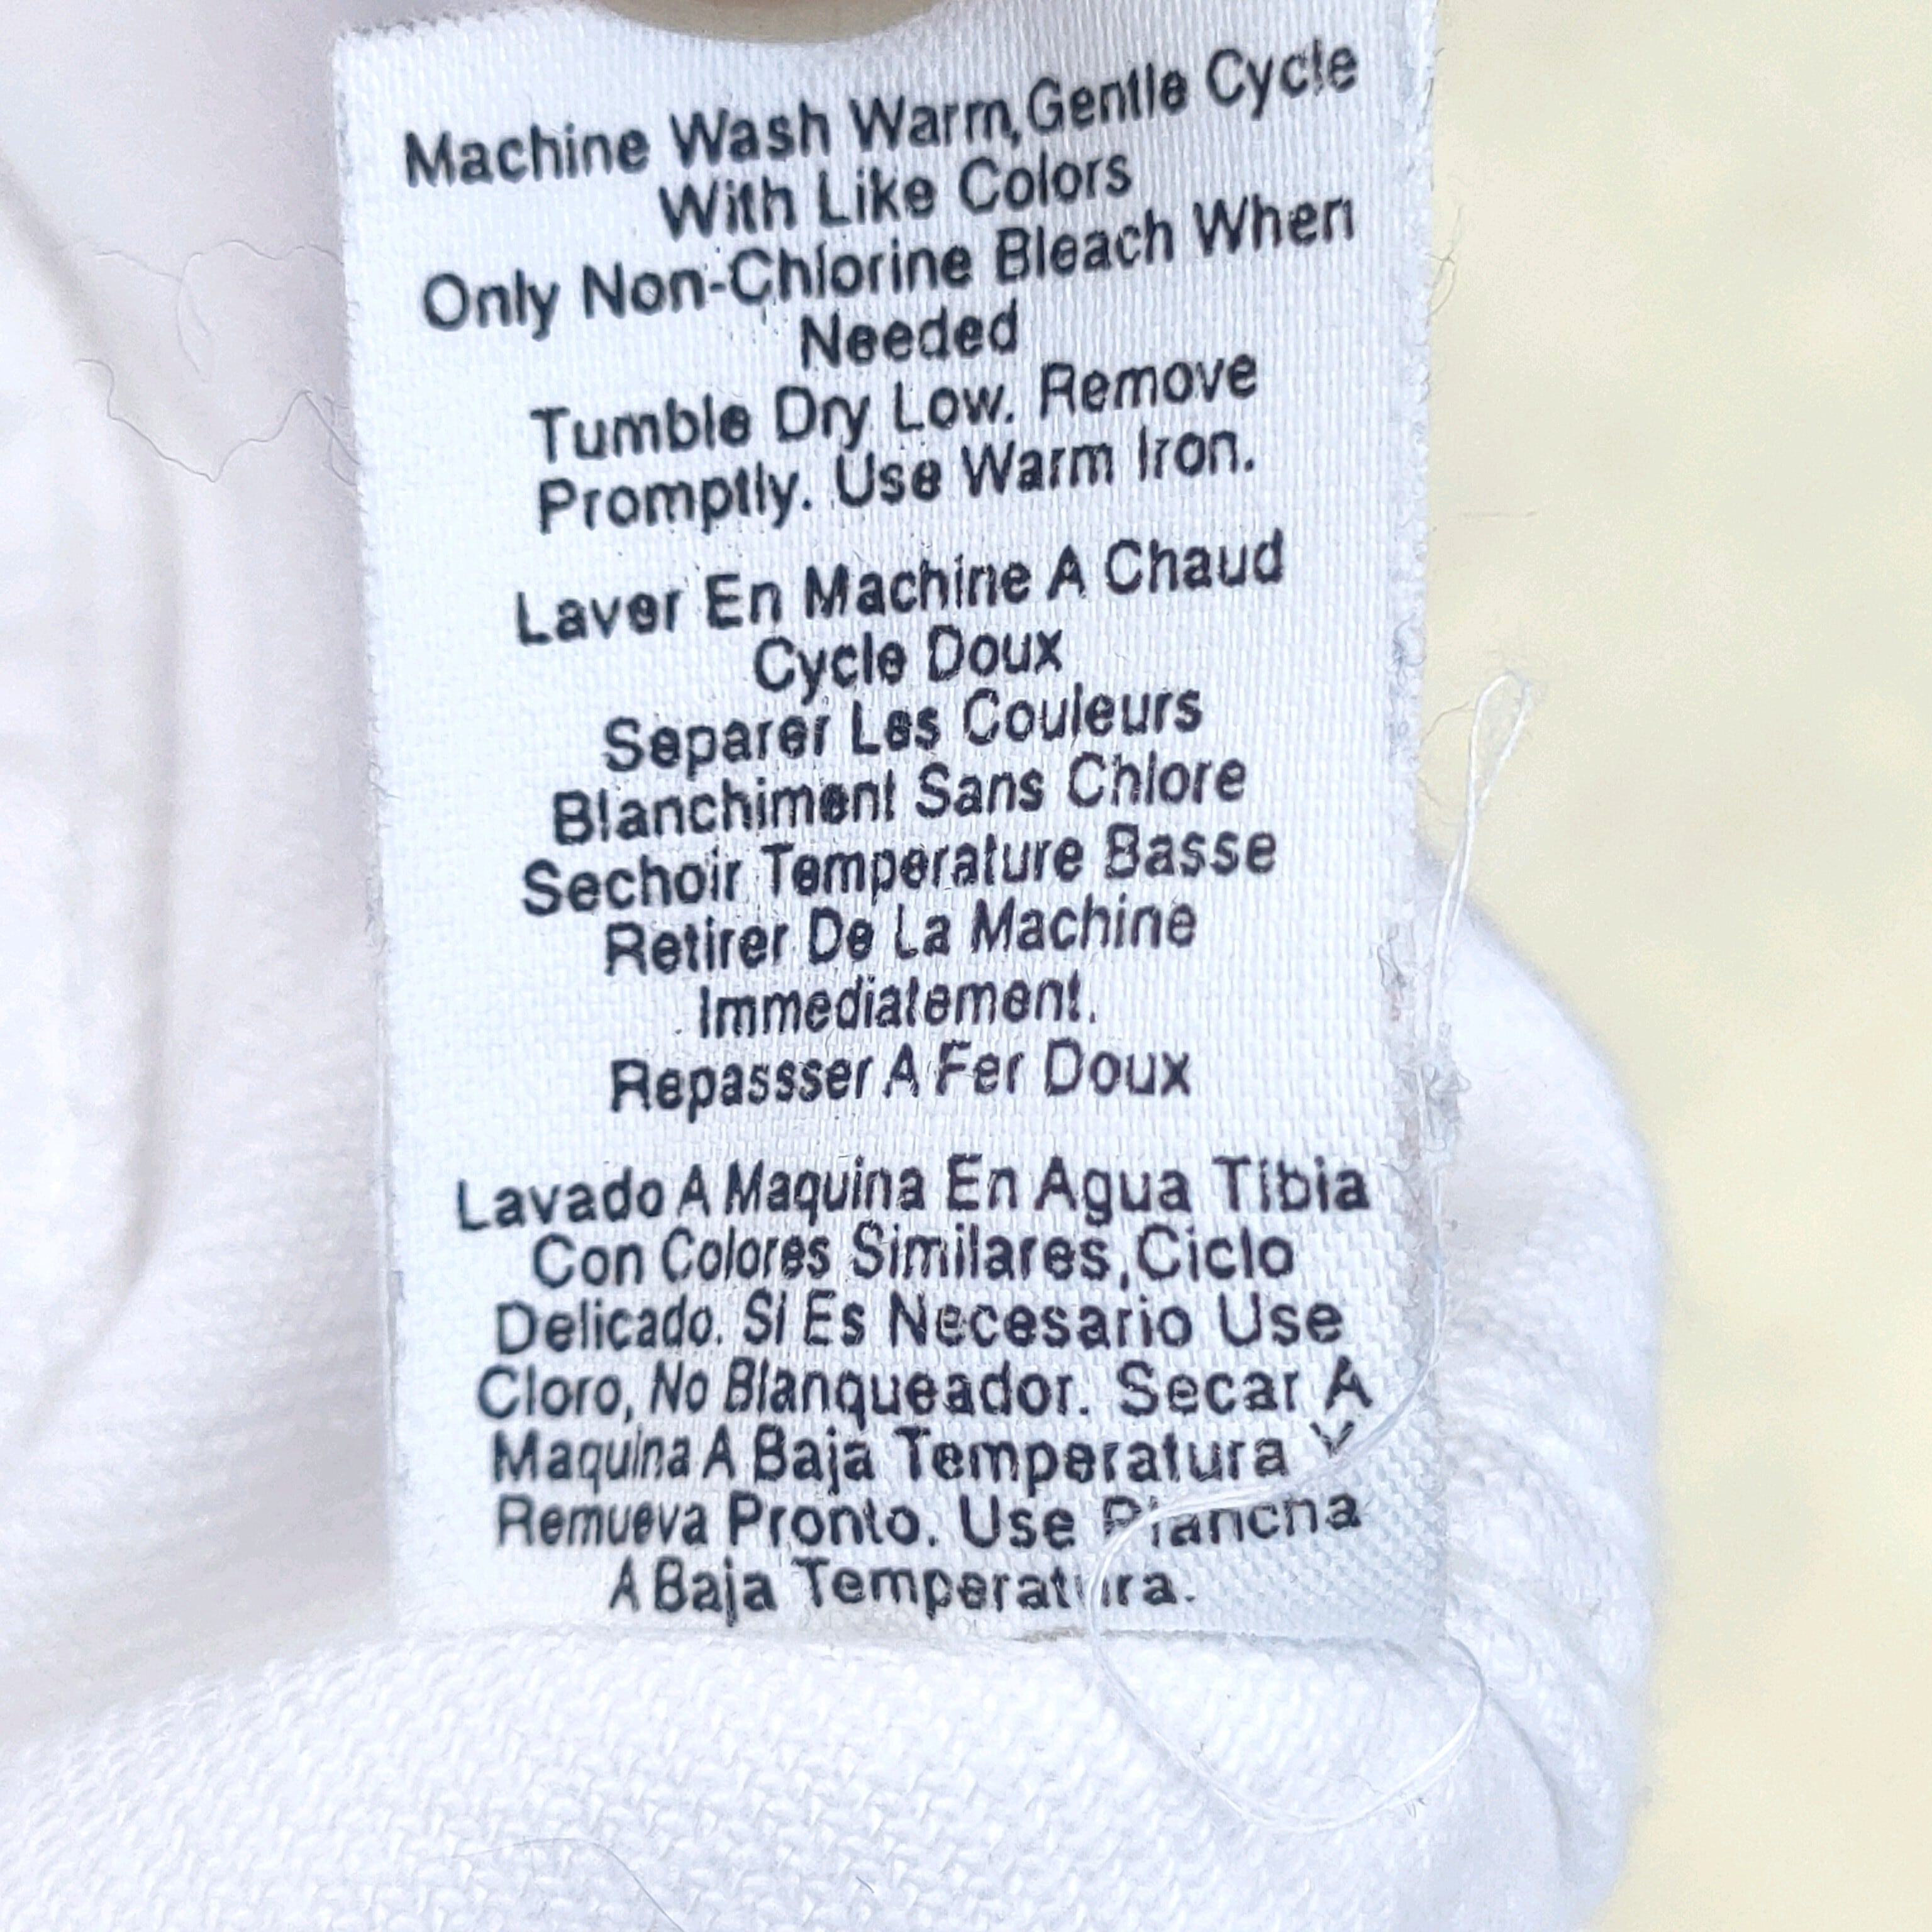 Machine Wash Warm,Gentle Cycle
With Like Colors
Only Non-Chlorine Bleach When
Needed
Tumble Dry Low. Remove
Promptly. Use Warm Iron.
Laver En Machine A Chaud
Cycle Doux
Separer Les Couleurs
Blanchiment Sans Chlore
Sechoir Temperature Basse
Retirer De La Machine
Immediatement.
Repassser A Fer Doux
Lavado A Maquina En Agua Tibia
Con Colores Similares,Ciclo
Delicado. Si Es Necesario Use
Cloro, No Blanqueador. Secar A
Maquina A Baja Temperatura Y
Remueva Pronto. Use Plancha
A Baja Temperatura.